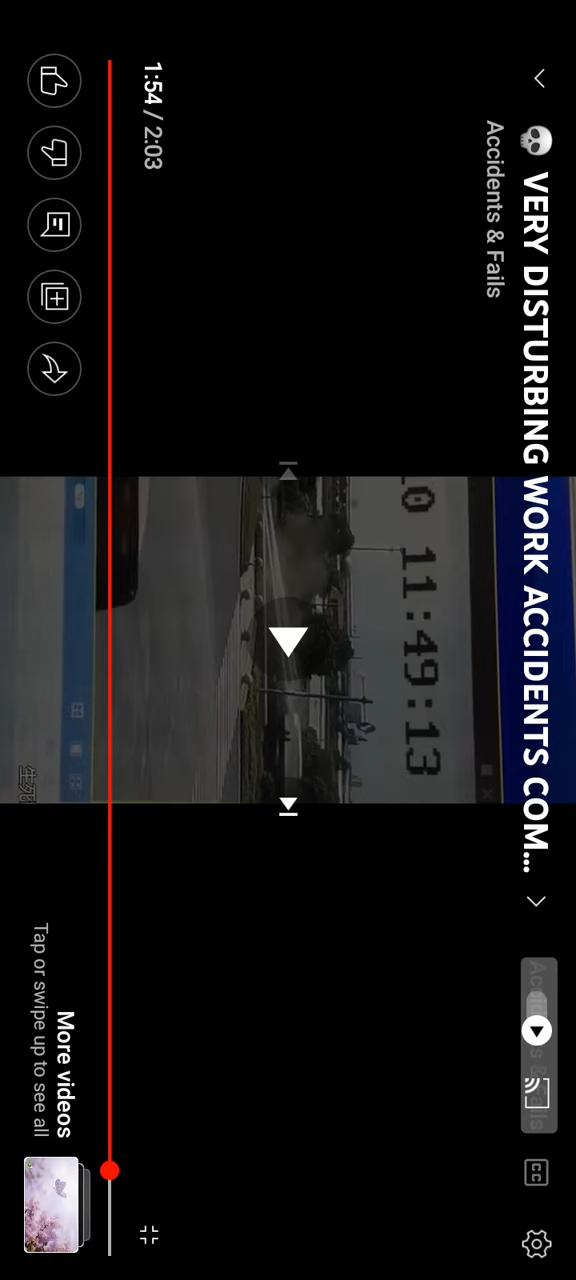 💀 VERY DISTURBING WORK ACCIDENTS COM...
Accidents & Fails
0 11:49:13
1:54 / 2:03
More videos
Tap or swipe up to see all
CC